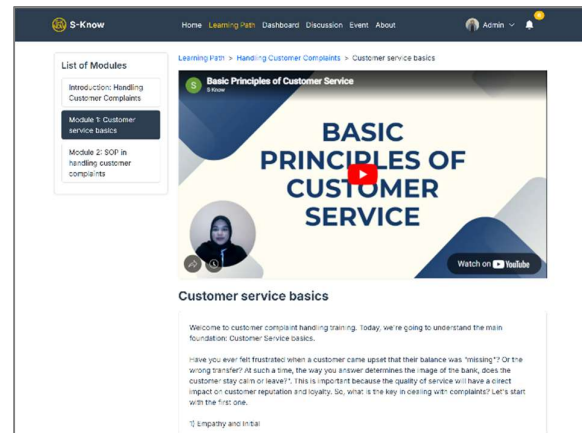 S-Know
Home Learning Path Dashboard Discussion Event About
Admin
List of Modules
Introduction: Handling
Customer Complaints
Module 1: Customer
service basics
Module 2: SOP in
handling customer
complaints
Learning Path > Handling Customer Complaints > Customer service basics
S
Basic Principles of Customer Service
S Know
BASIC
PRINCIPLES OF
CUSTOMER
SERVICE
Watch on YouTube
Customer service basics
Welcome to customer complaint handling training. Today, we're going to understand the main
foundation: Customer Service basics.
Have you ever felt frustrated when a customer came upset that their balance was "missing"? Or the
wrong transfer? At such a time, the way you answer determines the image of the bank, does the
customer stay calm or leave?". This is important because the quality of service will have a direct
impact on customer reputation and loyalty. So, what is the key in dealing with complaints? Let's start
with the first one.
1) Empathy and Initial